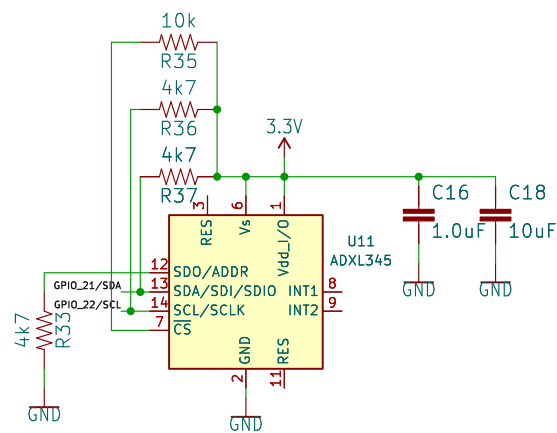 10k
R35
4k7
R36
3.3V
4k7
R37
C16
1.0uF
C18
10uF
3
6
1
RES
Vs
Vdd_I/O
U11
ADXL345
12
SDO/ADDR
GPIO_21/SDA
13
SDA/SDI/SDIO
INT1
8
GPIO_22/SCL
14
SCL/SCLK
INT2
9
7
CS
GND
GND
4k7
R33
GND
RES
2
11
GND
GND